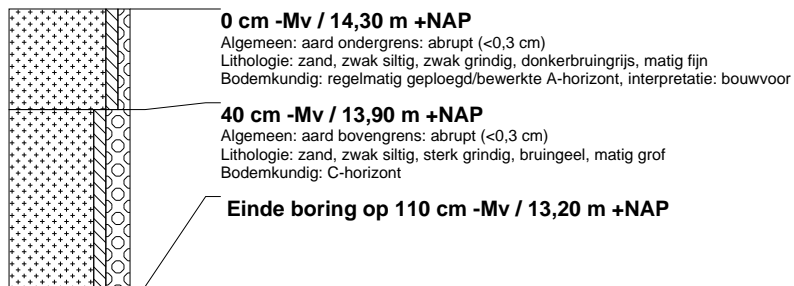 0 cm -Mv / 14,30 m +NAP
Algemeen: aard ondergrens: abrupt (<0,3 cm)
Lithologie: zand, zwak siltig, zwak grindig, donkerbruingrijs, matig fijn
Bodemkundig: regelmatig geploegd/bewerkte A-horizont, interpretatie: bouwvoor
40 cm -Mv / 13,90 m +NAP
Algemeen: aard bovengrens: abrupt (<0,3 cm)
Lithologie: zand, zwak siltig, sterk grindig, bruingeel, matig grof
Bodemkundig: C-horizont
Einde boring op 110 cm -Mv / 13,20 m +NAP